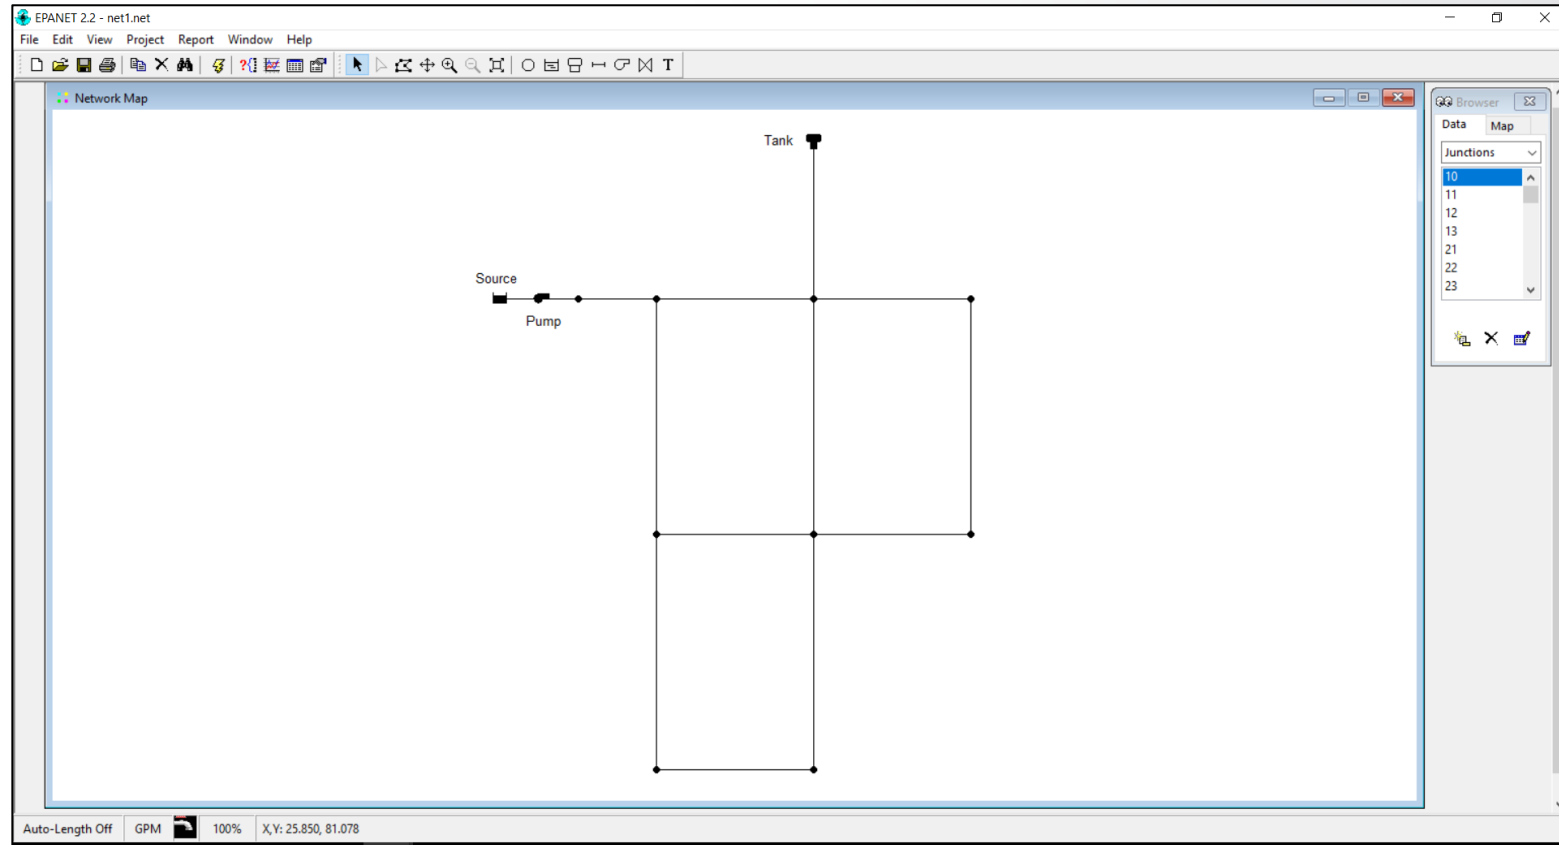 EPANET 2.2 - net1.net
File Edit View Project Report Window Help
T
Network Map
Browser
Data Map
Junctions
10
11
12
13
21
22
23
Tank
Source
Pump
Auto-Length Off GPM 100% X,Y: 25.850, 81.078